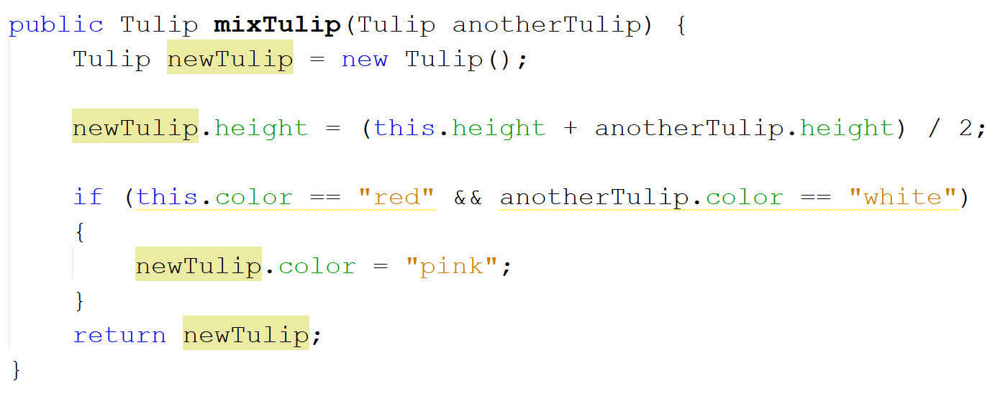 public Tulip mixTulip(Tulip anotherTulip) {
Tulip newTulip = new Tulip();
newTulip.height = (this.height + anotherTulip.height) / 2;
if (this.color == "red" && anotherTulip.color == "white")
{
newTulip.color = "pink";
}
return newTulip;
}